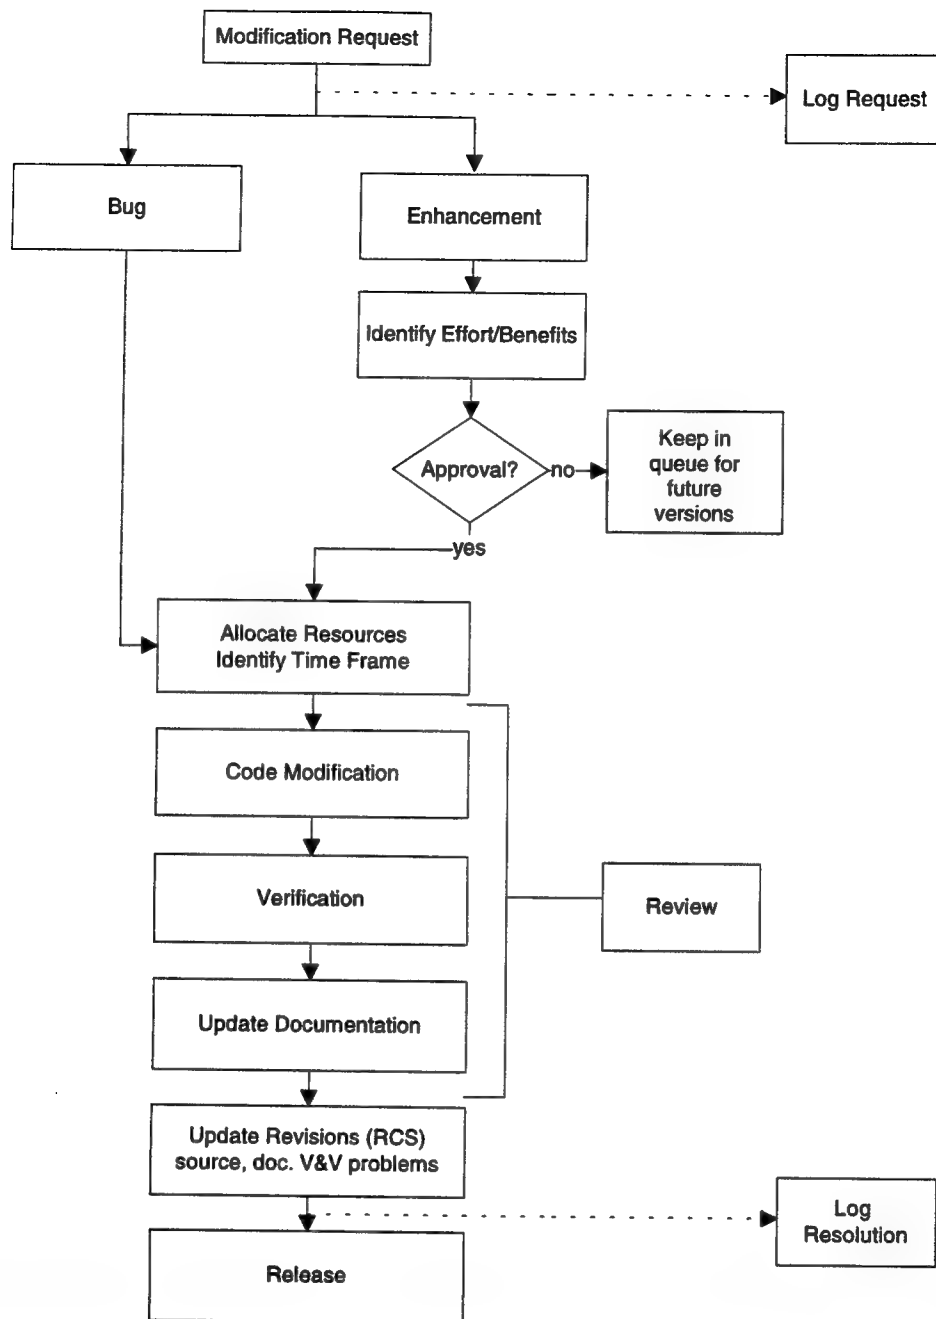 Modification Request
Log Request
Bug
Enhancement
Identify Effort/Benefits
Approval?
no
Keep in
queue for
future
versions
yes
Allocate Resources
Identify Time Frame
Code Modification
Verification
Review
Update Documentation
Update Revisions (RCS)
source, doc. V&V problems
Log
Resolution
Release